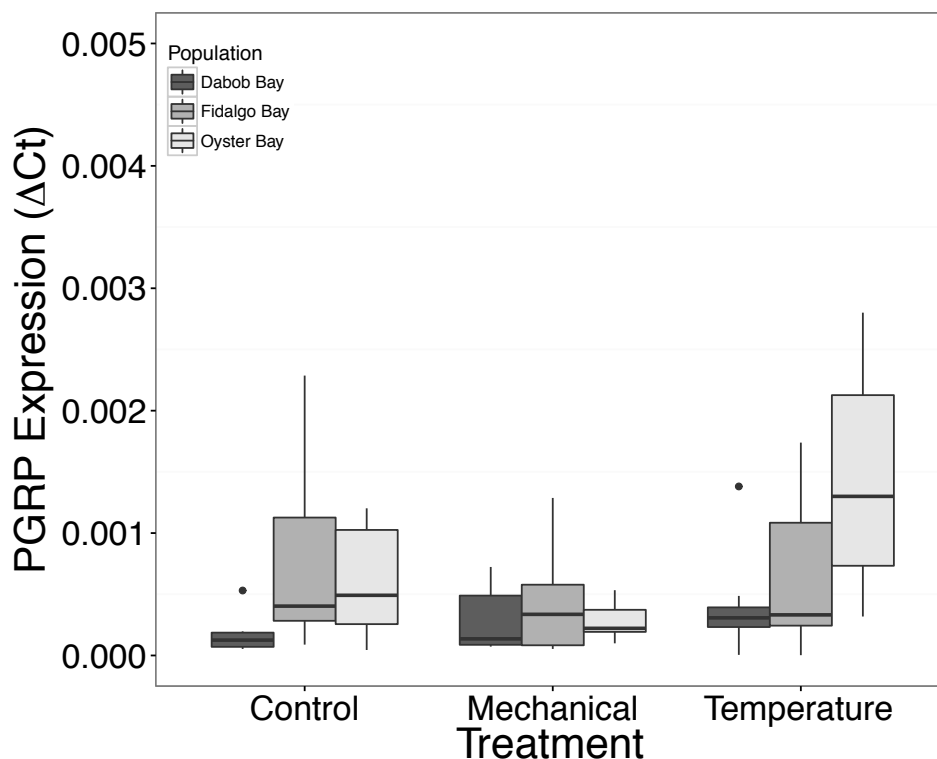 PGRP Expression (ΔCt)
0.005
0.004
0.003
0.002
0.001
0.000
Population
Dabob Bay
Fidalgo Bay
Oyster Bay
Control Mechanical Temperature
Treatment